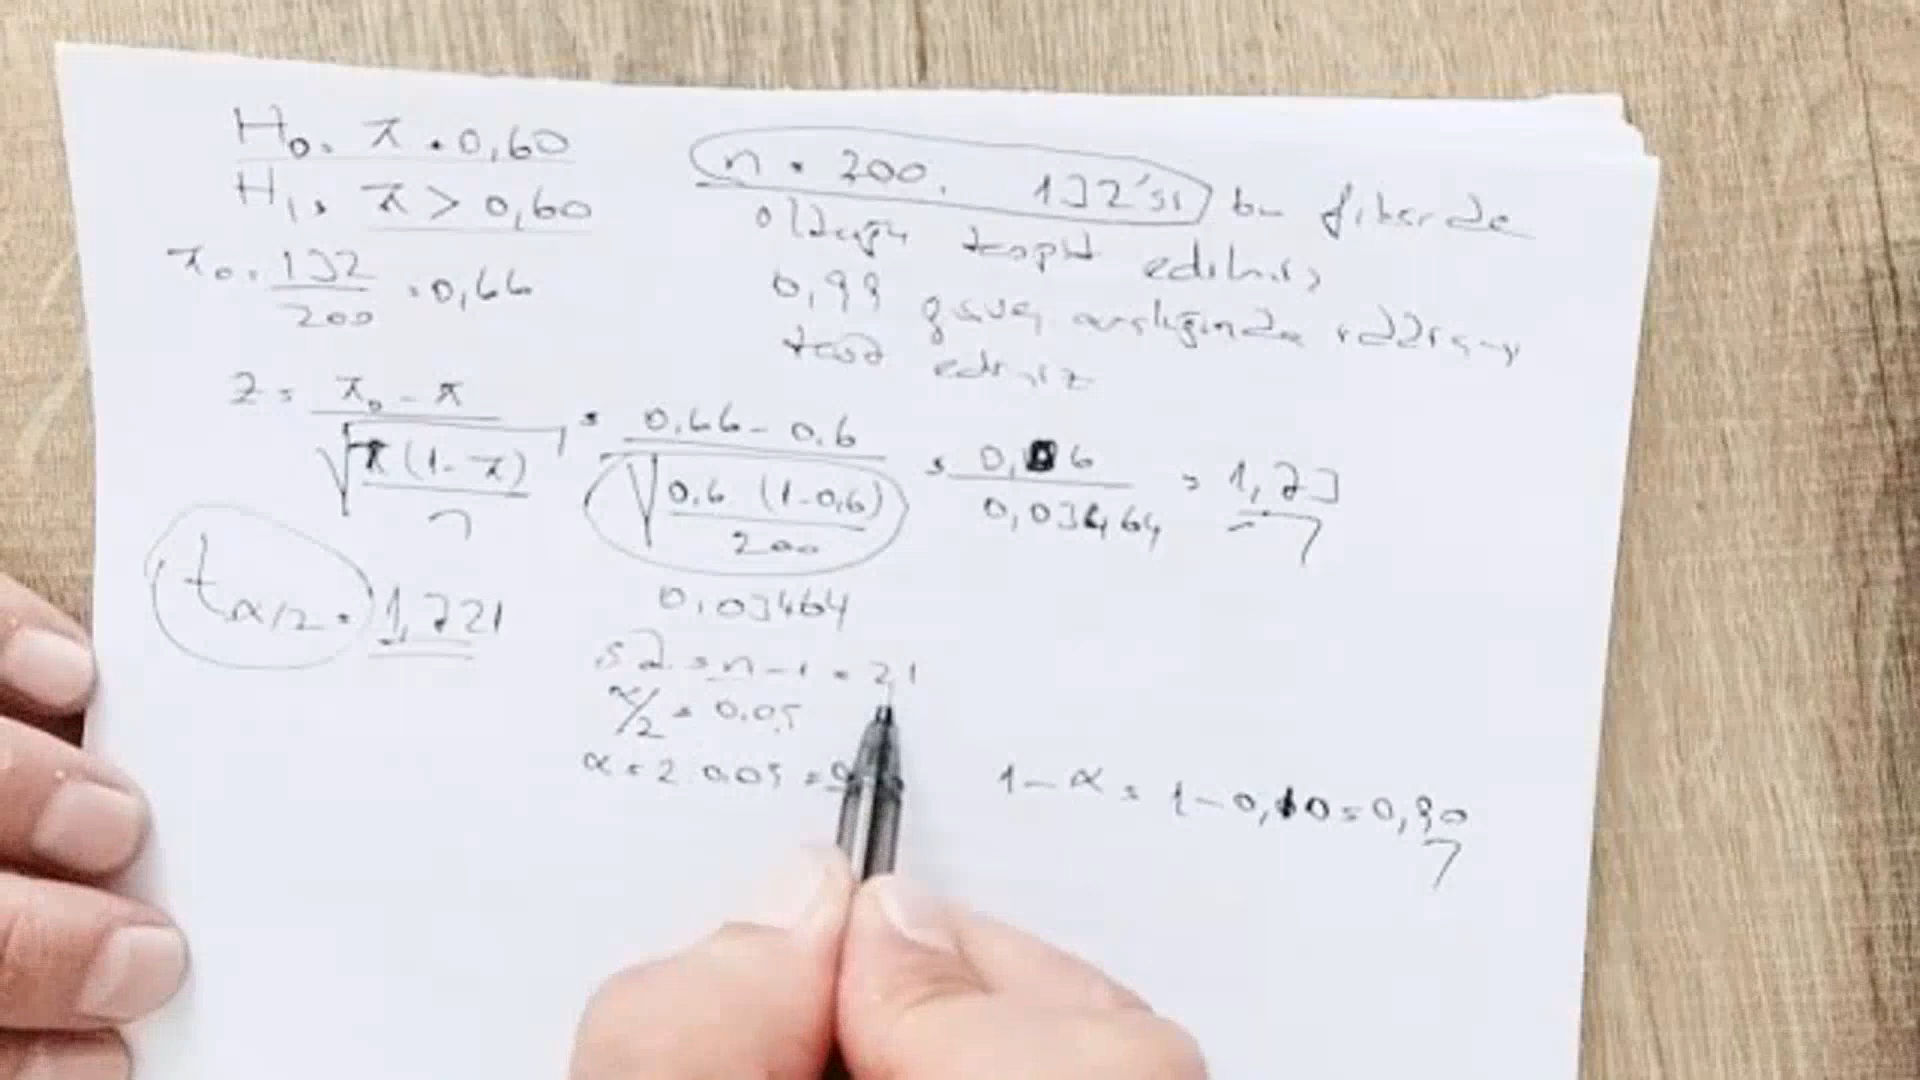 H₀: π = 0,60
H₁: π > 0,60
n = 200. 132'si bu fikirde
olduğu tespit edilmiş
0,99 güven aralığında iddiayı
test ediniz
π₀ = 132/200 = 0,66
z = (π₀ - π)/√(π(1-π)/n) = (0,66 - 0,6)/√(0,6 (1-0,6)/200) = 0,06/0,03464 = 1,73
0,03464
tα/2 = 1,721
sd = n-1 = 21
α/2 = 0.05
α = 2 0.05 =
1-α = 1-0,10 = 0,90